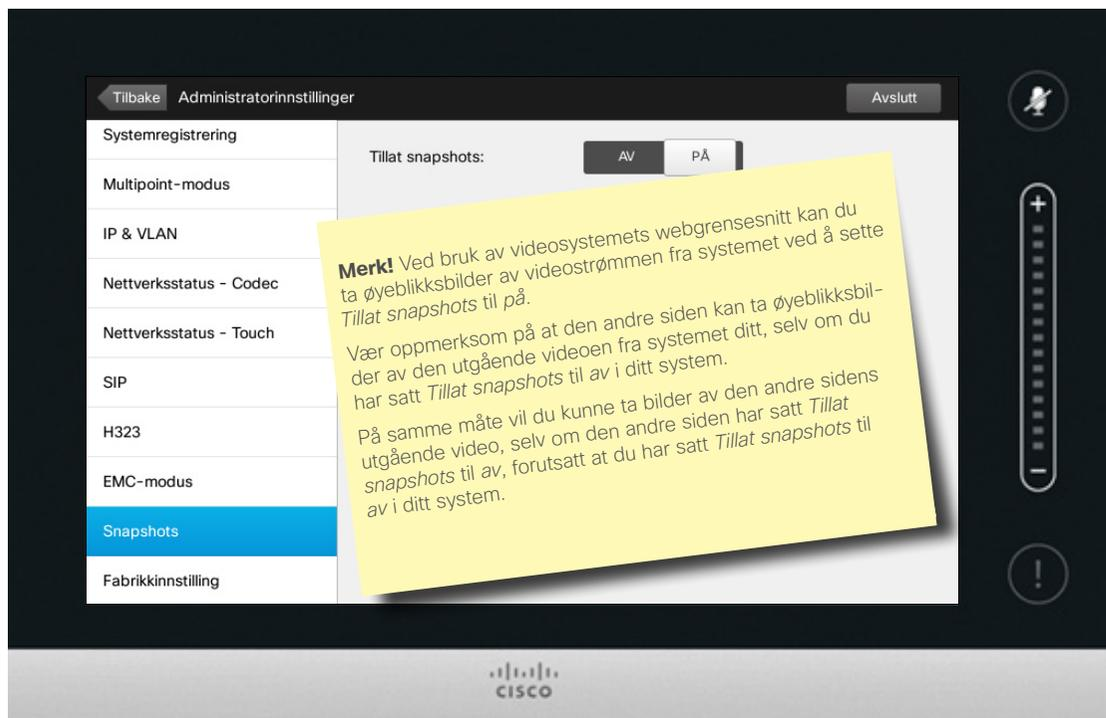 Tilbake Administratorinnstillinger Avslutt
Systemregistrering
Multipoint-modus
IP & VLAN
Nettverksstatus - Codec
Nettverksstatus - Touch
SIP
H323
EMC-modus
Snapshots
Fabrikkinnstilling
Tillat snapshots: AV PÅ
Merk! Ved bruk av videosystemets webgrensesnitt kan du
ta øyeblikksbilder av videostrømmen fra systemet ved å sette
Tillat snapshots til på.
Vær oppmerksom på at den andre siden kan ta øyeblikksbil-
der av den utgående videoen fra systemet ditt, selv om du
har satt Tillat snapshots til av i ditt system.
På samme måte vil du kunne ta bilder av den andre sidens
utgående video, selv om den andre siden har satt Tillat
snapshots til av, forutsatt at du har satt Tillat snapshots til
av i ditt system.
+
-
!
CISCO